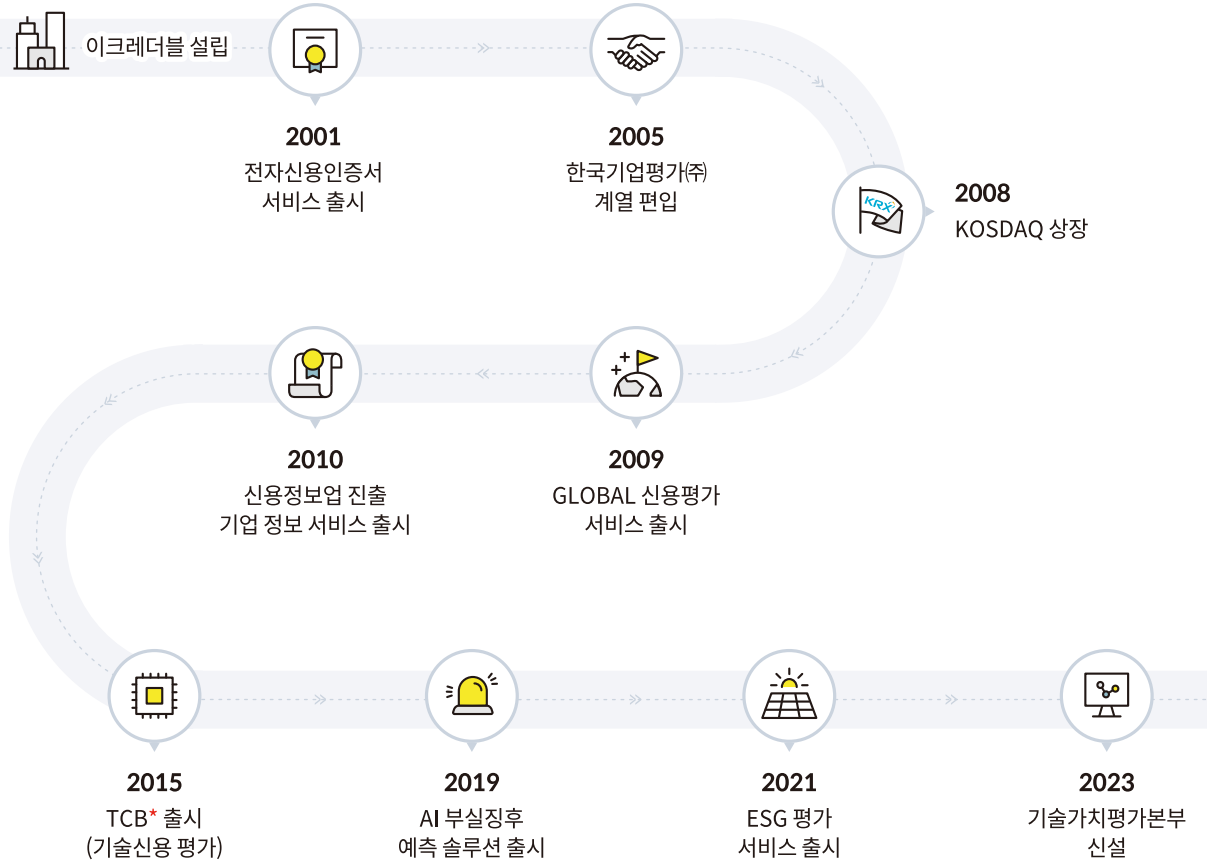 이크레더블 설립
2001
전자신용인증서
서비스 출시
2005
한국기업평가㈜
계열 편입
KRX
2008
KOSDAQ 상장
2009
GLOBAL 신용평가
서비스 출시
2010
신용정보업 진출
기업 정보 서비스 출시
2015
TCB* 출시
(기술신용 평가)
2019
AI 부실징후
예측 솔루션 출시
2021
ESG 평가
서비스 출시
2023
기술가치평가본부
신설